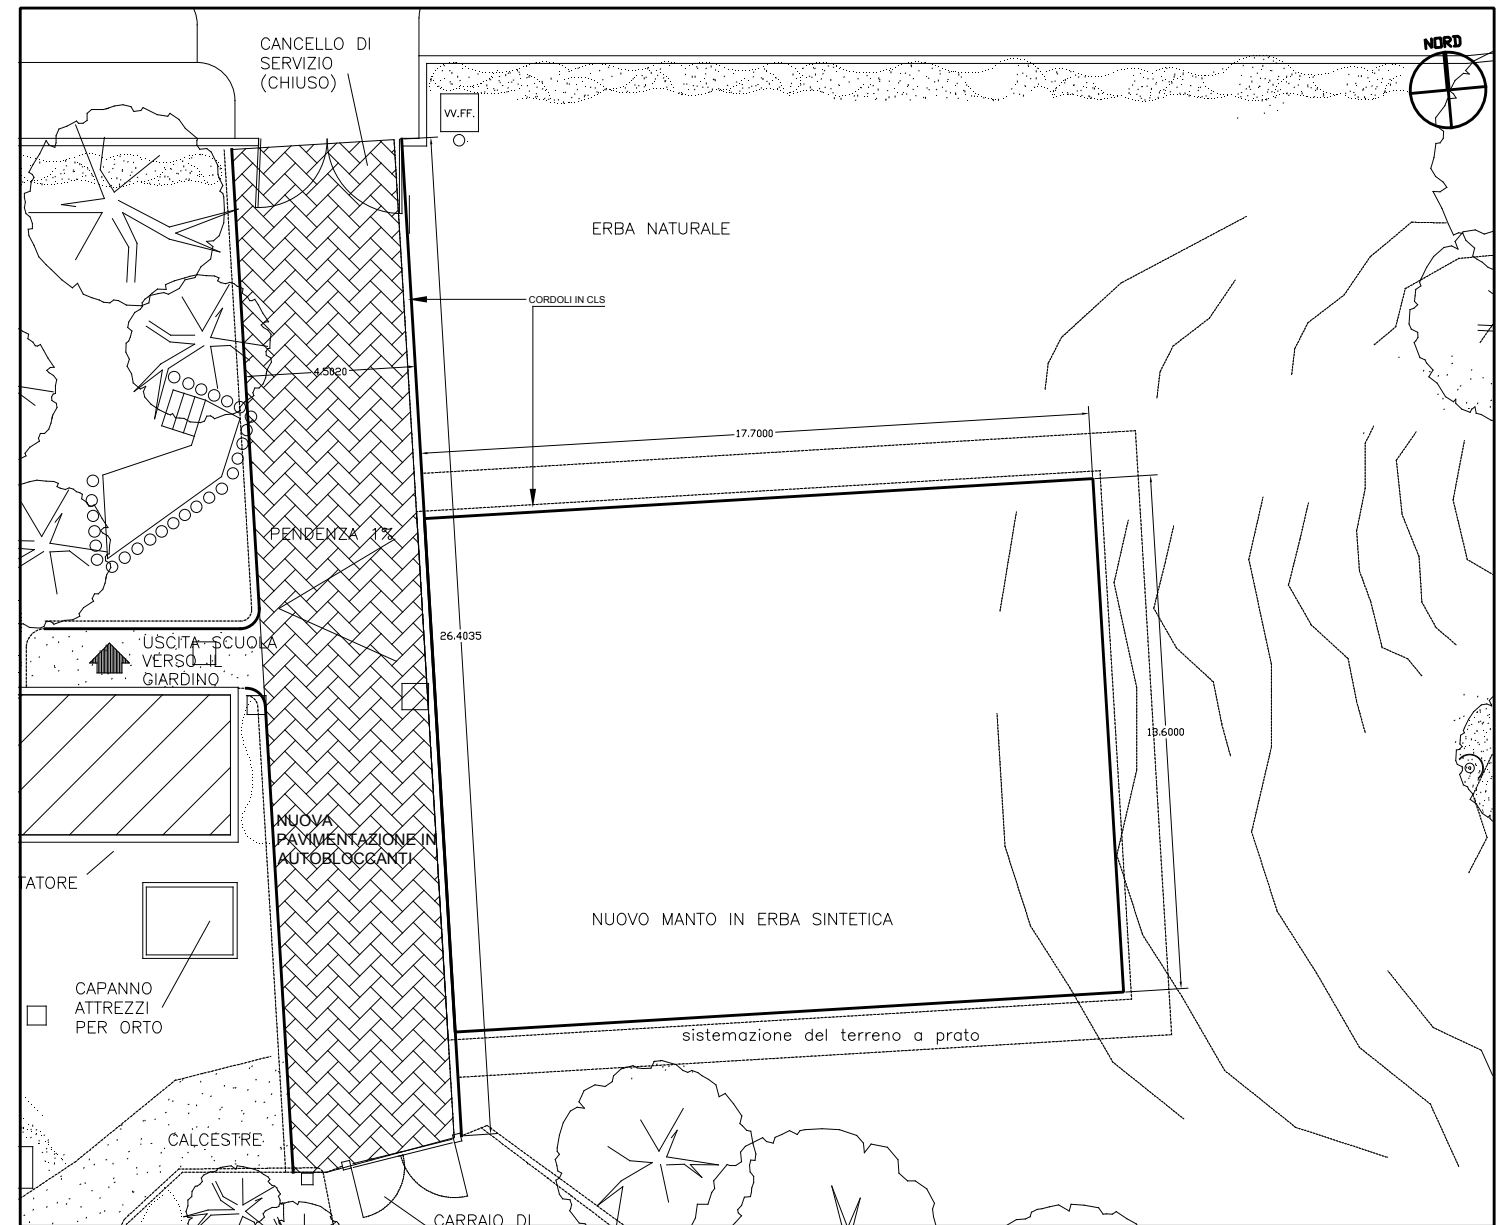 NORD
CANCELLO DI
SERVIZIO
(CHIUSO)
VV.FF.
ERBA NATURALE
CORDOLI IN CLS
4.5020
17.7000
PENDENZA 1%
26.4035
USCITA SCUOLA
VERSO IL
GIARDINO
13.6000
NUOVA
PAVIMENTAZIONE IN
AUTOBLOCCANTI
TATORE
NUOVO MANTO IN ERBA SINTETICA
CAPANNO
ATTREZZI
PER ORTO
sistemazione del terreno a prato
CALCESTRE
CARRAIO DI